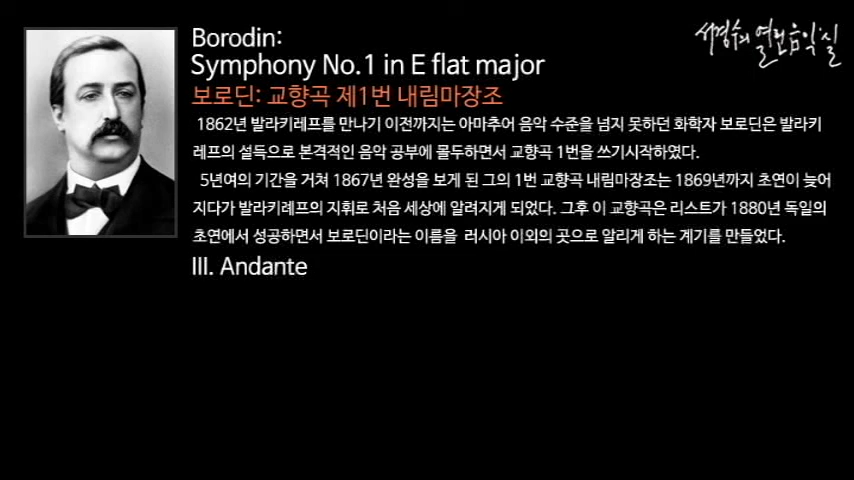 Borodin:
서경수의 열린음악실
Symphony No.1 in E flat major
보로딘: 교향곡 제1번 내림마장조
1862년 발라키레프를 만나기 이전까지는 아마추어 음악 수준을 넘지 못하던 화학자 보로딘은 발라키
레프의 설득으로 본격적인 음악 공부에 몰두하면서 교향곡 1번을 쓰기시작하였다.
5년여의 기간을 거쳐 1867년 완성을 보게 된 그의 1번 교향곡 내림마장조는 1869년까지 초연이 늦어
지다가 발라키례프의 지휘로 처음 세상에 알려지게 되었다. 그후 이 교향곡은 리스트가 1880년 독일의
초연에서 성공하면서 보로딘이라는 이름을 러시아 이외의 곳으로 알리게 하는 계기를 만들었다.
III. Andante